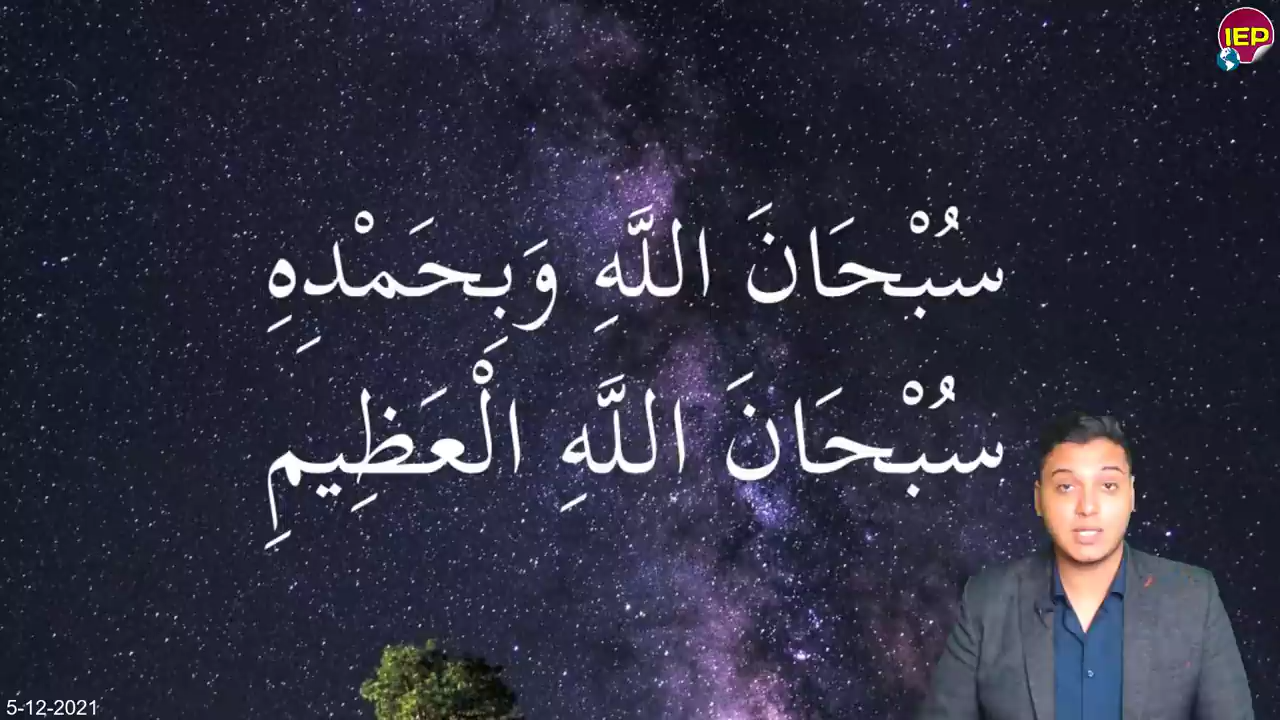 IEP
سُبْحَانَ اللَّهِ وَبِحَمْدِهِ
سُبْحَانَ اللَّهِ الْعَظِيمِ
5-12-2021